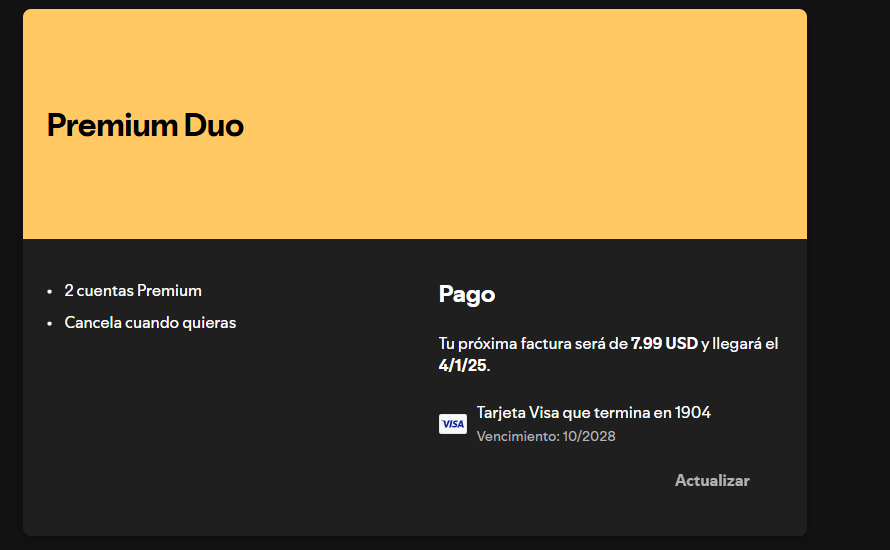 Premium Duo
• 2 cuentas Premium
• Cancela cuando quieras
Pago
Tu próxima factura será de 7.99 USD y llegará el
4/1/25.
VISA
Tarjeta Visa que termina en 1904
Vencimiento: 10/2028
Actualizar